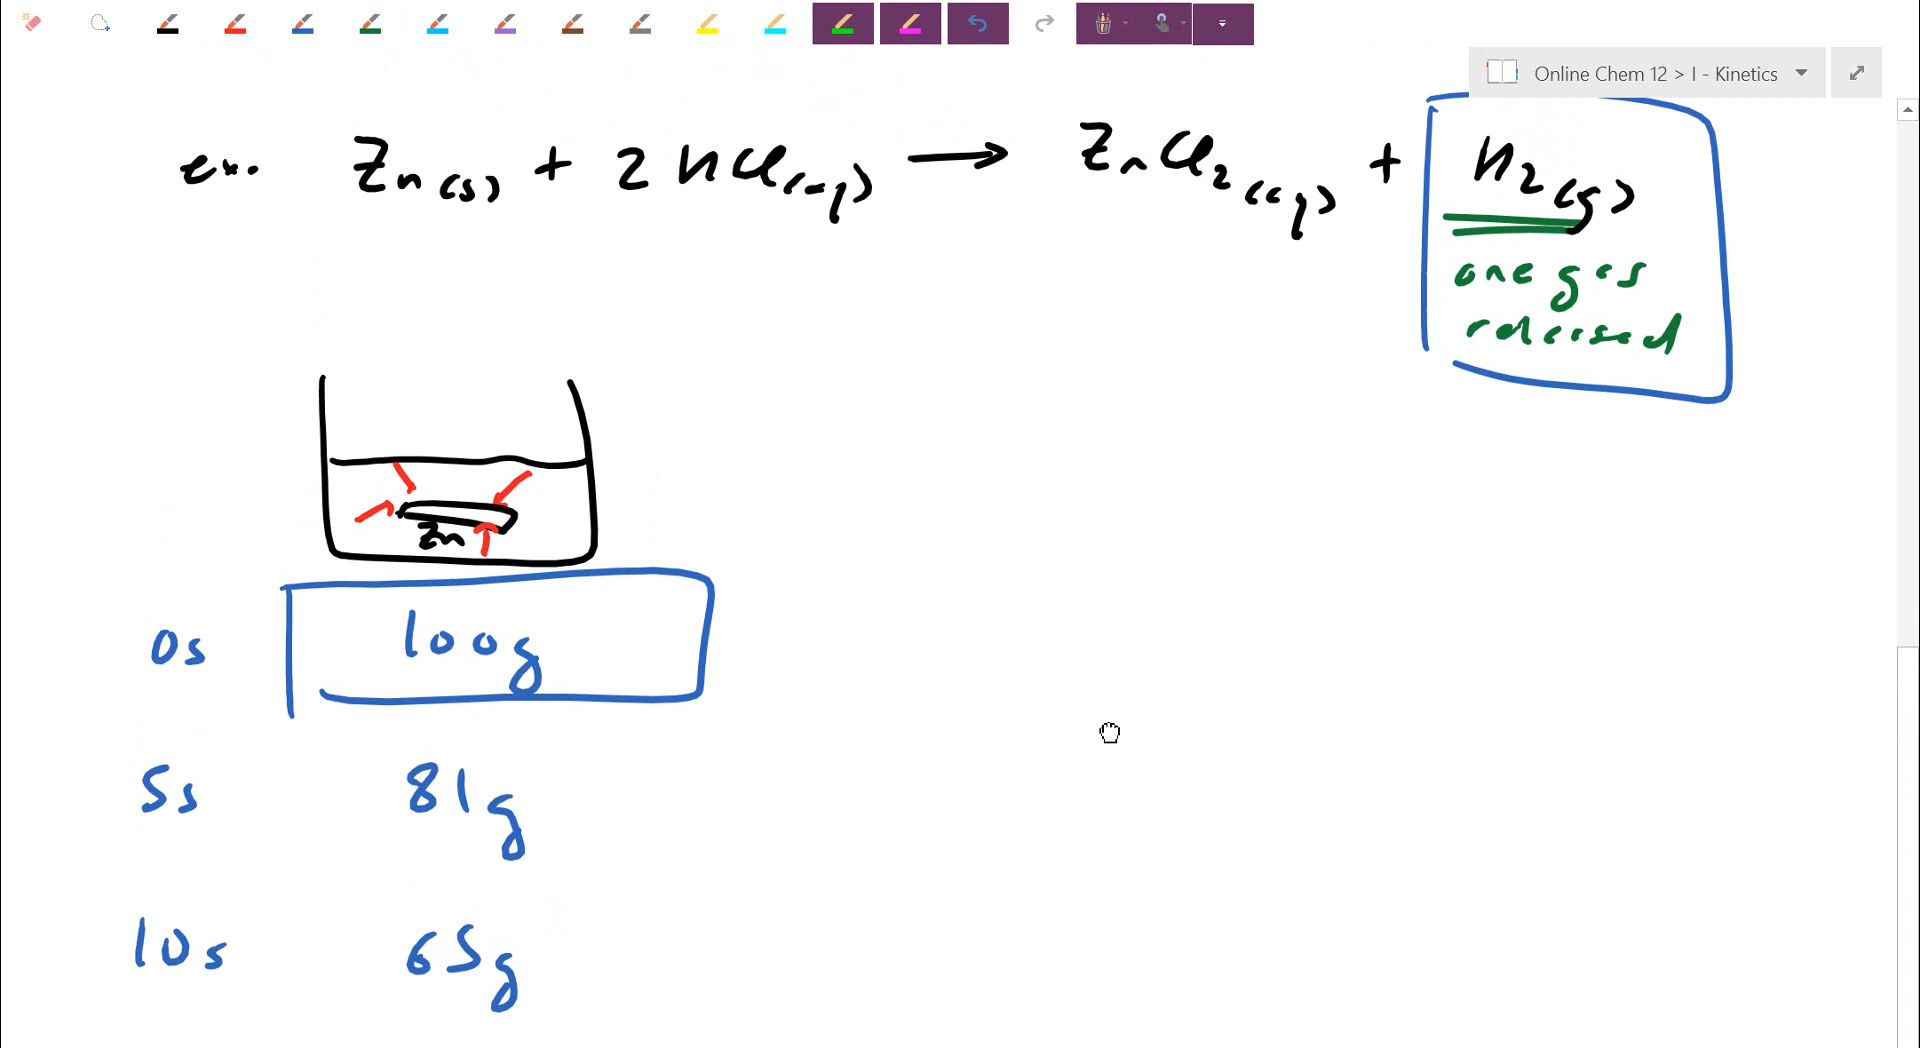 Online Chem 12 > I - Kinetics
ex. Zn(s) + 2 HCl(aq) → ZnCl2(aq) + H2(g)
one gas
released
Zn
0s 100g
5s 81g
10s 65g